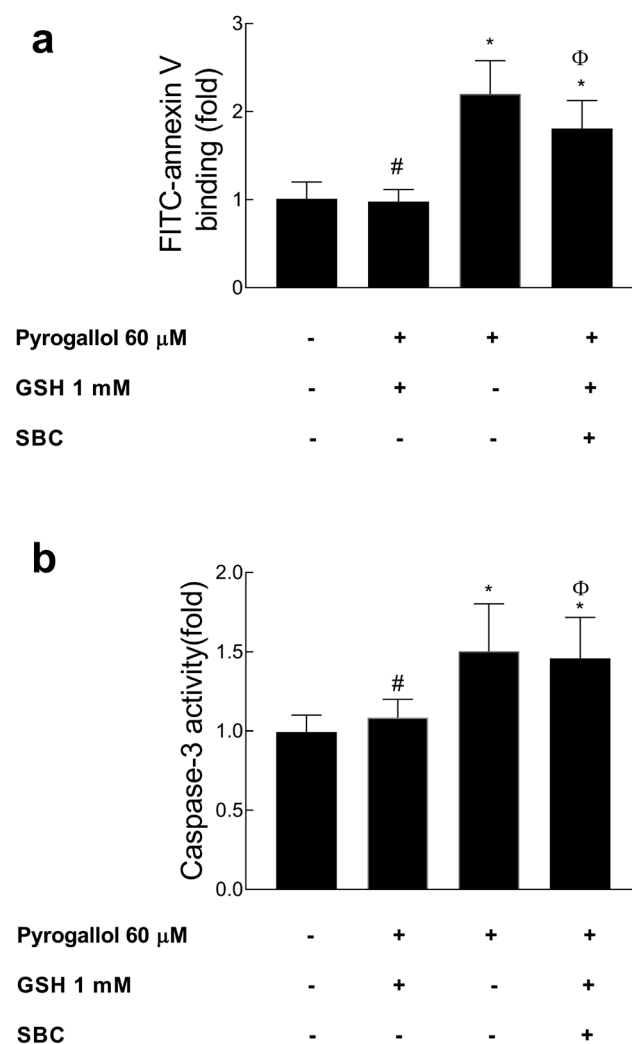 a
FITC-annexin V
binding (fold)
3
2
1
0
#
*
Φ
*
Pyrogallol 60 μM - + + +
GSH 1 mM - + - +
SBC - - - +
b
Caspase-3 activity(fold)
2.0
1.5
1.0
0.5
0.0
#
*
Φ
*
Pyrogallol 60 μM - + + +
GSH 1 mM - + - +
SBC - - - +